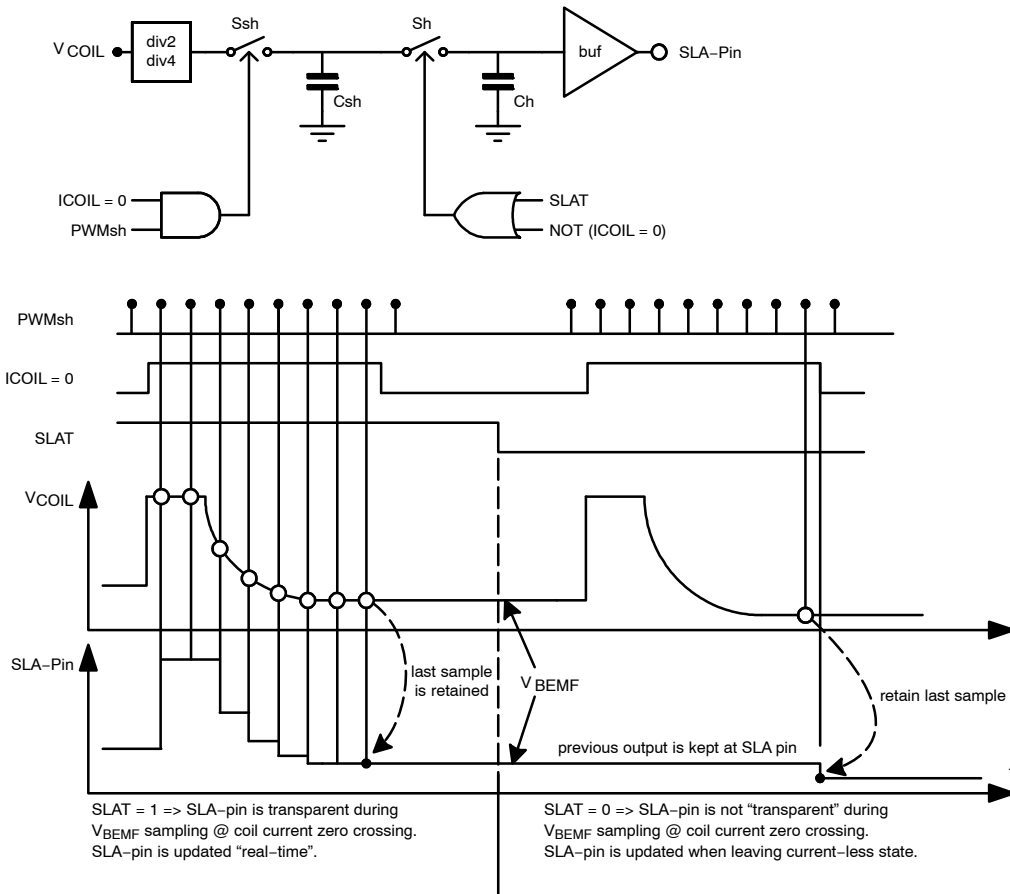 Ssh
Sh
V COIL
div2
div4
buf
SLA−Pin
Csh
Ch
ICOIL = 0
PWMsh
SLAT
NOT (ICOIL = 0)
PWMsh
ICOIL = 0
SLAT
VCOIL
SLA−Pin
last sample
is retained
V BEMF
retain last sample
previous output is kept at SLA pin
SLAT = 1 => SLA−pin is transparent during
VBEMF sampling @ coil current zero crossing.
SLA−pin is updated “real−time”.
SLAT = 0 => SLA−pin is not “transparent” during
VBEMF sampling @ coil current zero crossing.
SLA−pin is updated when leaving current−less state.